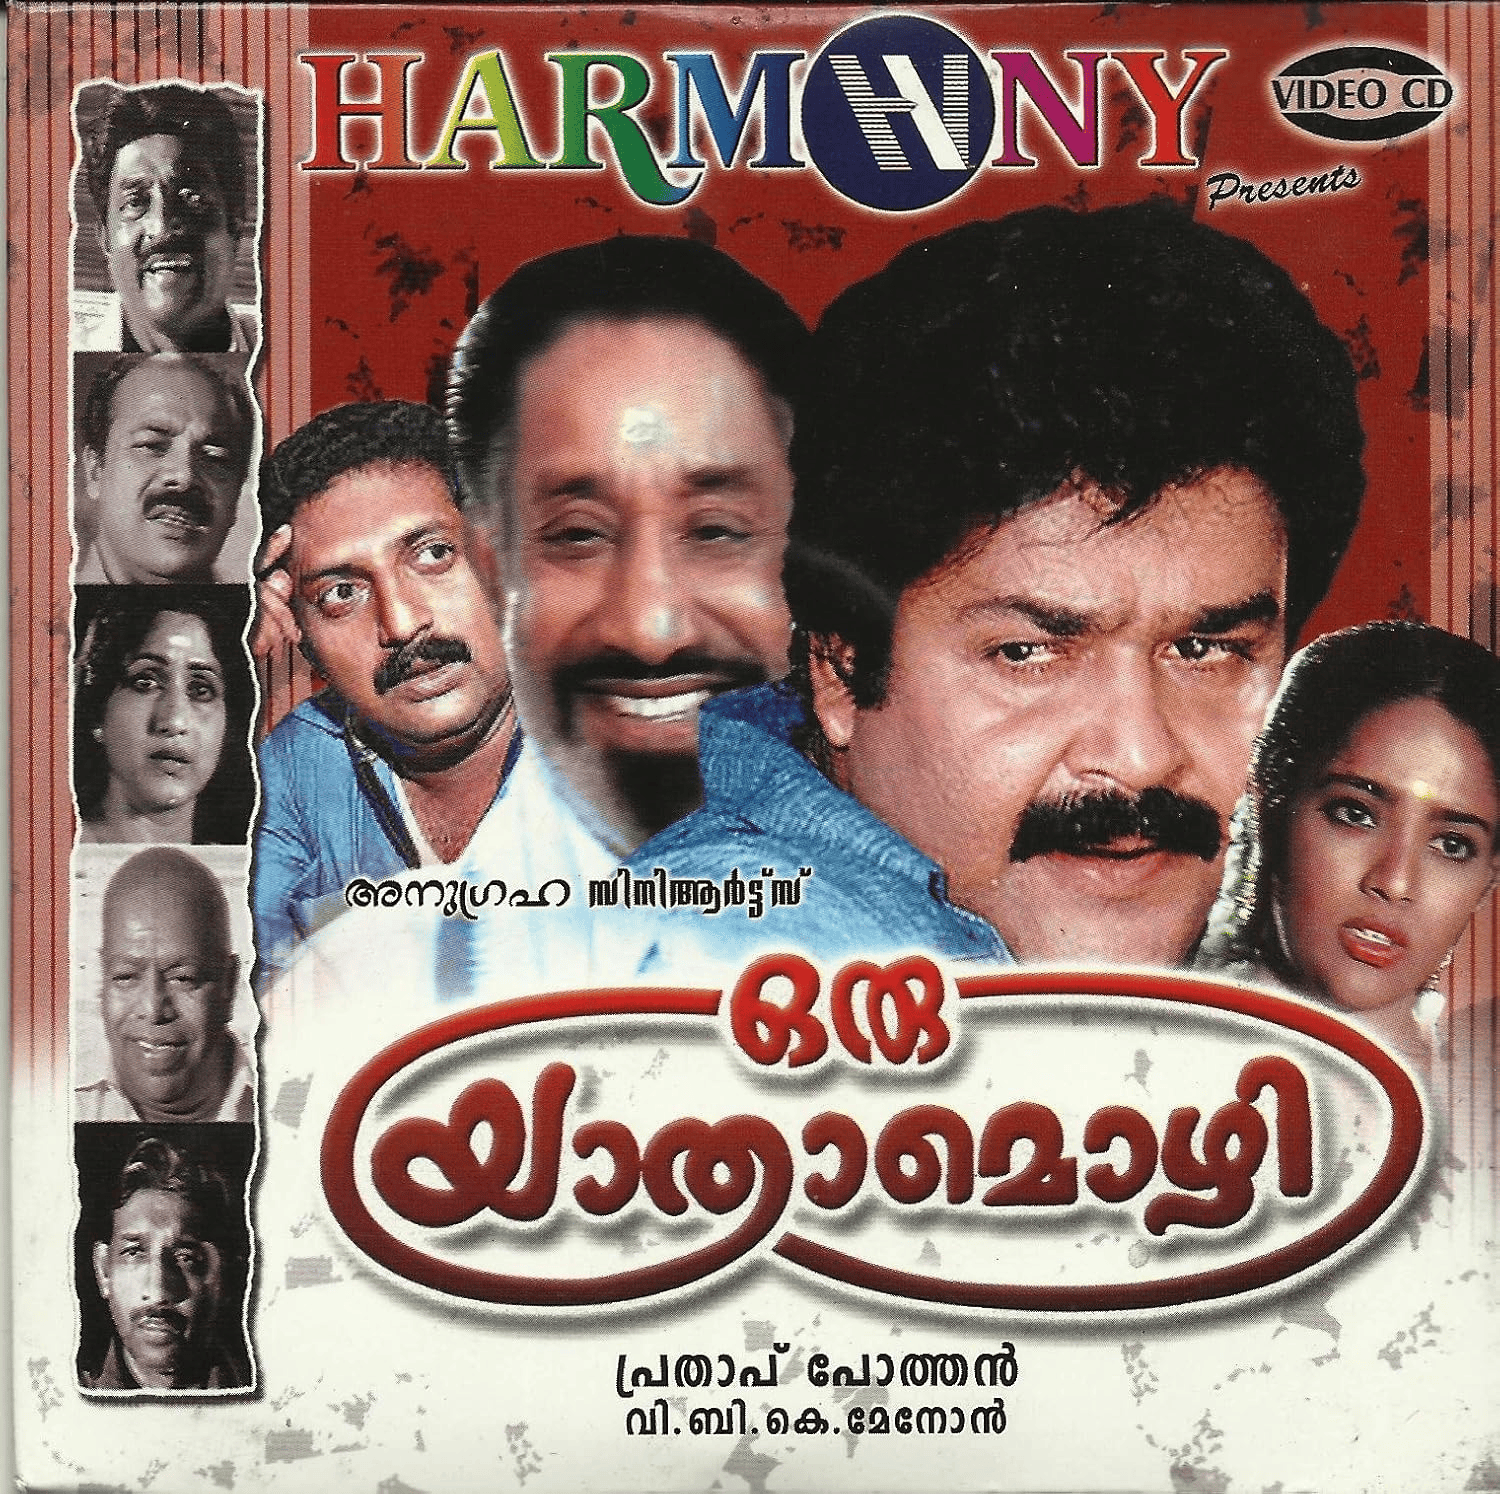 HARMONY
VIDEO CD
Presents
അനുഗ്രഹ സിനിആർട്ട്സ്
ഒരു
യാത്രാമൊഴി
പ്രതാപ് പോത്തൻ
വി.ബി.കെ.മേനോൻ